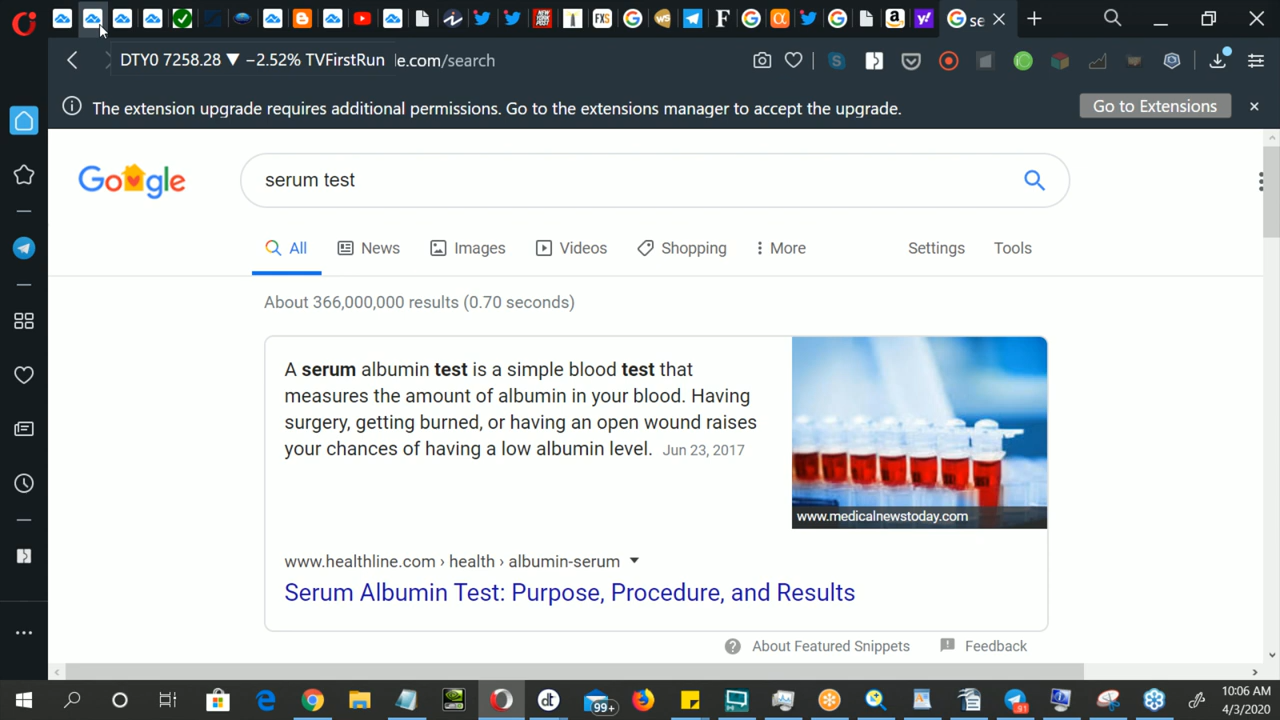 FXS
WS
se
DTY0 7258.28 ▼ −2.52% TVFirstRun
e.com/search
The extension upgrade requires additional permissions. Go to the extensions manager to accept the upgrade.
Go to Extensions
Google
serum test
All
News
Images
Videos
Shopping
More
Settings
Tools
About 366,000,000 results (0.70 seconds)
A serum albumin test is a simple blood test that
measures the amount of albumin in your blood. Having
surgery, getting burned, or having an open wound raises
your chances of having a low albumin level. Jun 23, 2017
www.medicalnewstoday.com
www.healthline.com › health › albumin-serum
Serum Albumin Test: Purpose, Procedure, and Results
About Featured Snippets
Feedback
99+
dt
91
10:06 AM
4/3/2020